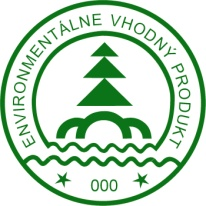 ENVIRONMENTÁLNE VHODNÝ PRODUKT
000